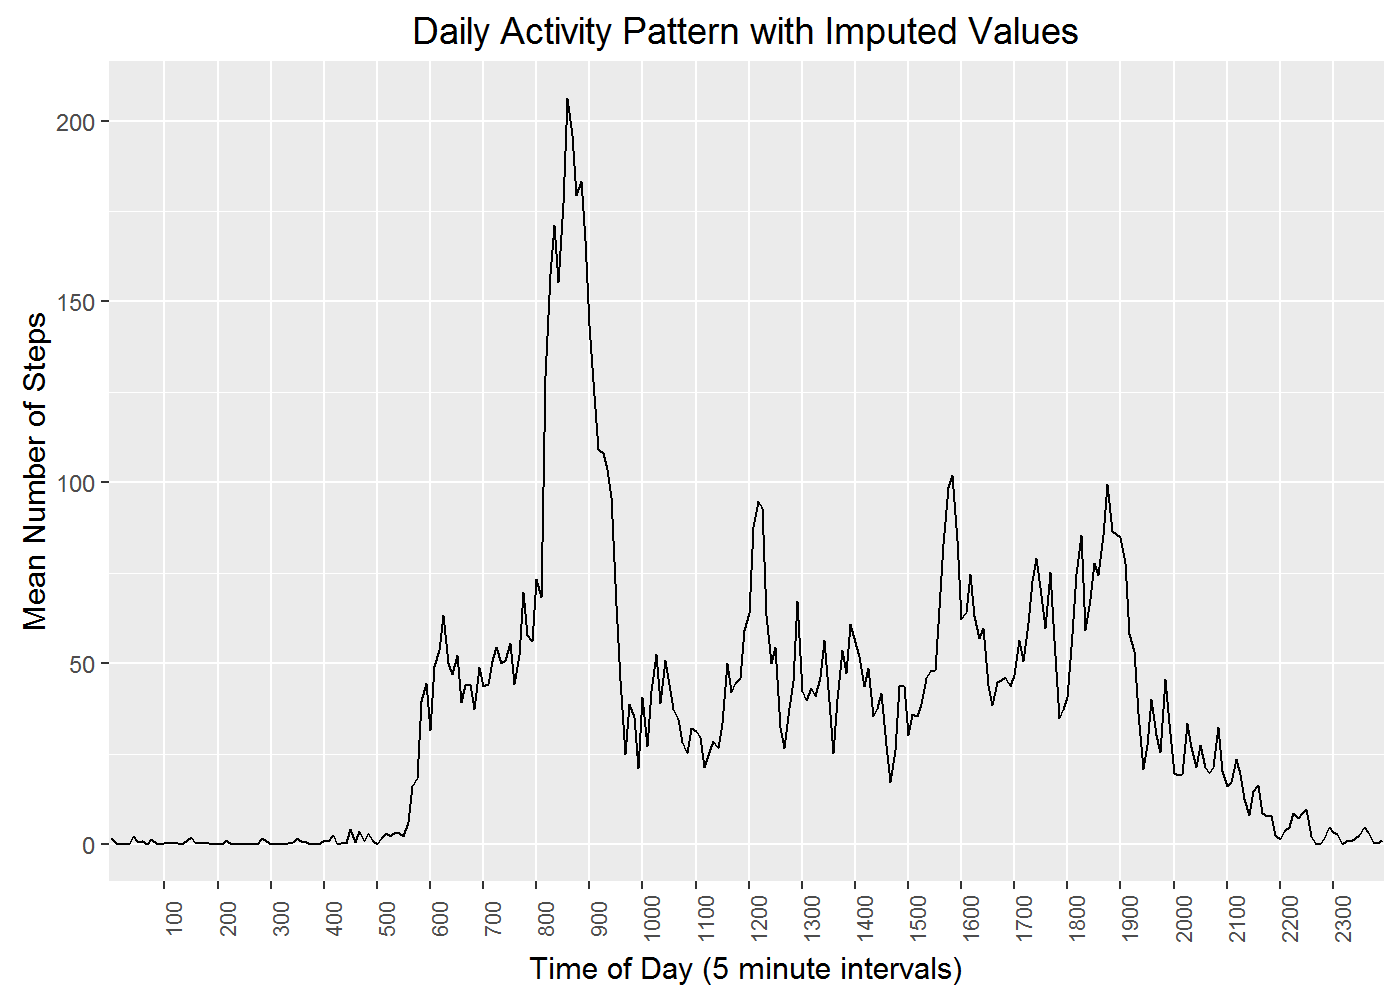 Daily Activity Pattern with Imputed Values
Mean Number of Steps
200
150
100
50
0
100 200 300 400 500 600 700 800 900 1000 1100 1200 1300 1400 1500 1600 1700 1800 1900 2000 2100 2200 2300
Time of Day (5 minute intervals)